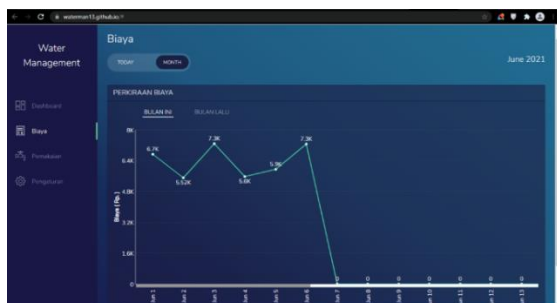 waterman13.github.io
Water
Management
Biaya
TODAY
MONTH
June 2021
Dashboard
Biaya
Pemakaian
Pengaturan
PERKIRAAN BIAYA
BULAN INI
BULAN LALU
Biaya ( Rp. )
8K
6.4K
4.8K
3.2K
1.6K
0
6.7K
5.52K
7.3K
5.6K
5.9K
7.3K
0
0
0
0
0
0
0
Jun 1
Jun 2
Jun 3
Jun 4
Jun 5
Jun 6
Jun 7
Jun 8
Jun 9
Jun 10
Jun 11
Jun 12
Jun 13